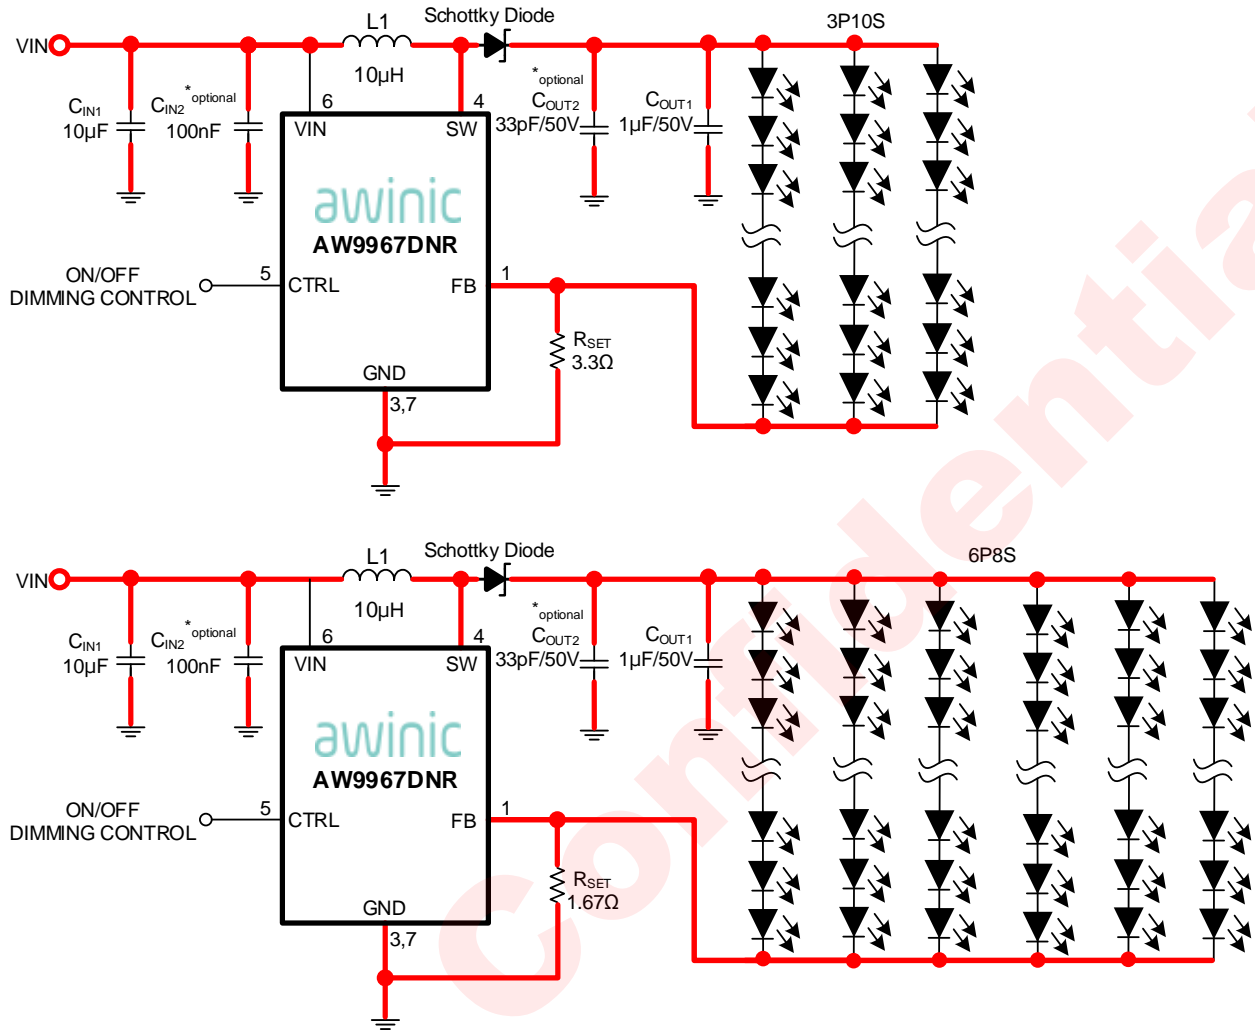 Schottky Diode
3P10S
L1
VIN
10µH
*optional
CIN1
10µF
CIN2 *optional
100nF
6
4
COUT2
33pF/50V
COUT1
1µF/50V
VIN
SW
awinic
AW9967DNR
ON/OFF
DIMMING CONTROL
5
CTRL
FB
1
RSET
3.3Ω
GND
3,7
Schottky Diode
6P8S
L1
VIN
10µH
*optional
CIN1
10µF
CIN2 *optional
100nF
6
4
COUT2
33pF/50V
COUT1
1µF/50V
VIN
SW
awinic
AW9967DNR
ON/OFF
DIMMING CONTROL
5
CTRL
FB
1
RSET
1.67Ω
GND
3,7
Confidential